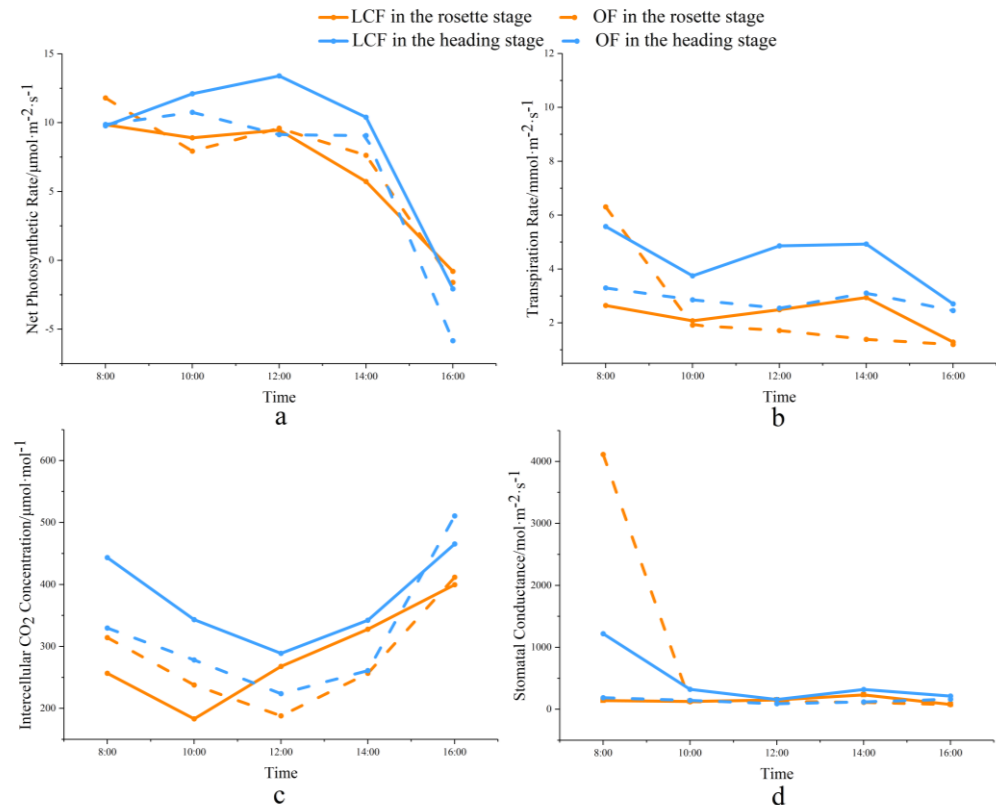 LCF in the rosette stage OF in the rosette stage
LCF in the heading stage OF in the heading stage
Net Photosynthetic Rate/μmol·m⁻²·s⁻¹
15
10
5
0
-5
8:00 10:00 12:00 14:00 16:00
Time
a
Transpiration Rate/mmol·m⁻²·s⁻¹
12
10
8
6
4
2
8:00 10:00 12:00 14:00 16:00
Time
b
Intercellular CO₂ Concentration/μmol·mol⁻¹
600
500
400
300
200
8:00 10:00 12:00 14:00 16:00
Time
c
Stomatal Conductance/mol·m⁻²·s⁻¹
4000
3000
2000
1000
0
8:00 10:00 12:00 14:00 16:00
Time
d